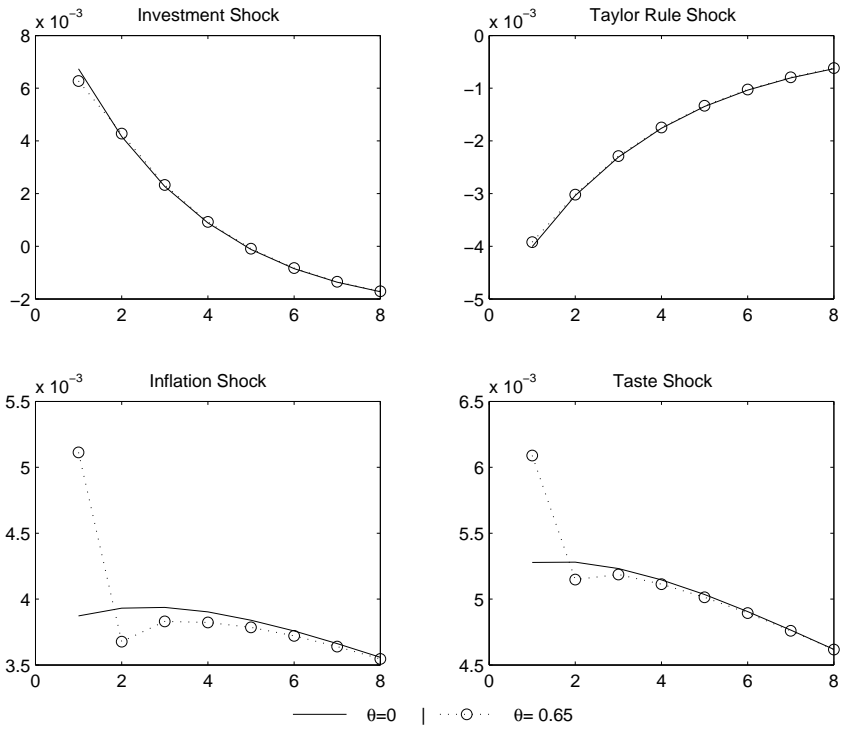 Investment Shock
x 10⁻³
8
6
4
2
0
−2
0 2 4 6 8
Taylor Rule Shock
x 10⁻³
0
−1
−2
−3
−4
−5
0 2 4 6 8
Inflation Shock
x 10⁻³
5.5
5
4.5
4
3.5
0 2 4 6 8
Taste Shock
x 10⁻³
6.5
6
5.5
5
4.5
0 2 4 6 8
θ=0 | θ= 0.65